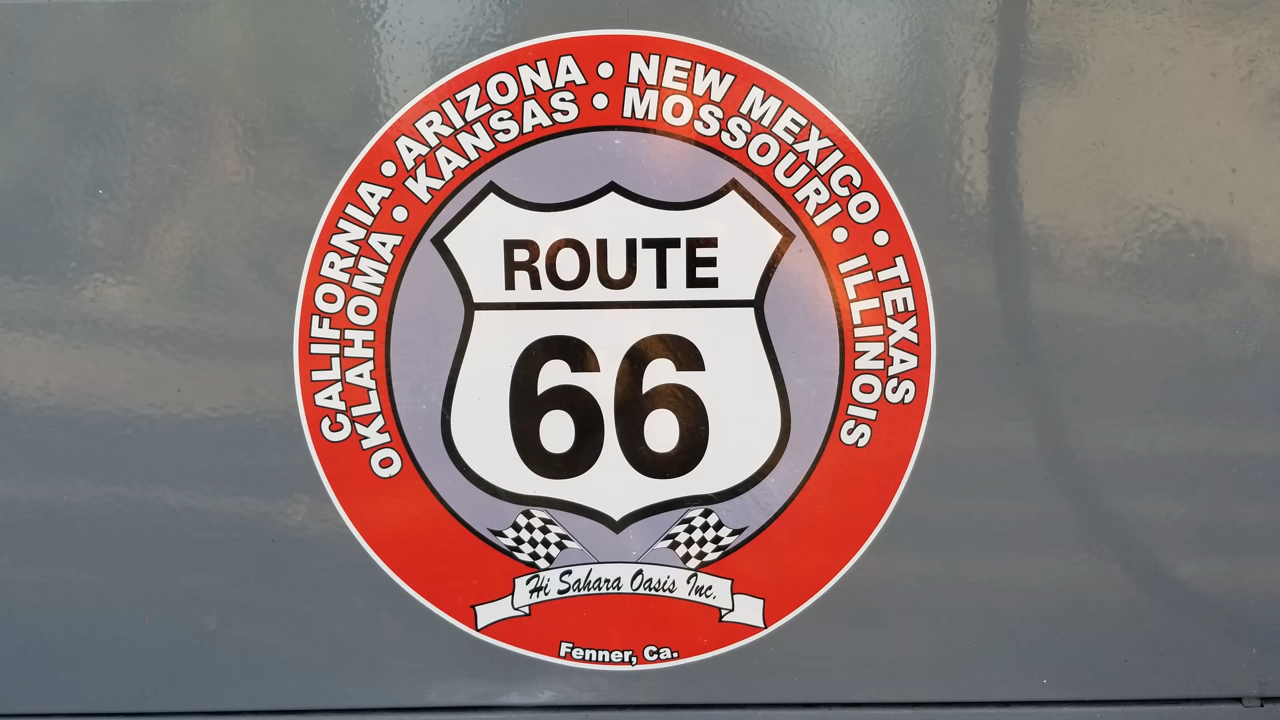 CALIFORNIA • ARIZONA • NEW MEXICO • TEXAS
OKLAHOMA • KANSAS • MOSSOURI • ILLINOIS
ROUTE
66
Hi Sahara Oasis Inc.
Fenner, Ca.